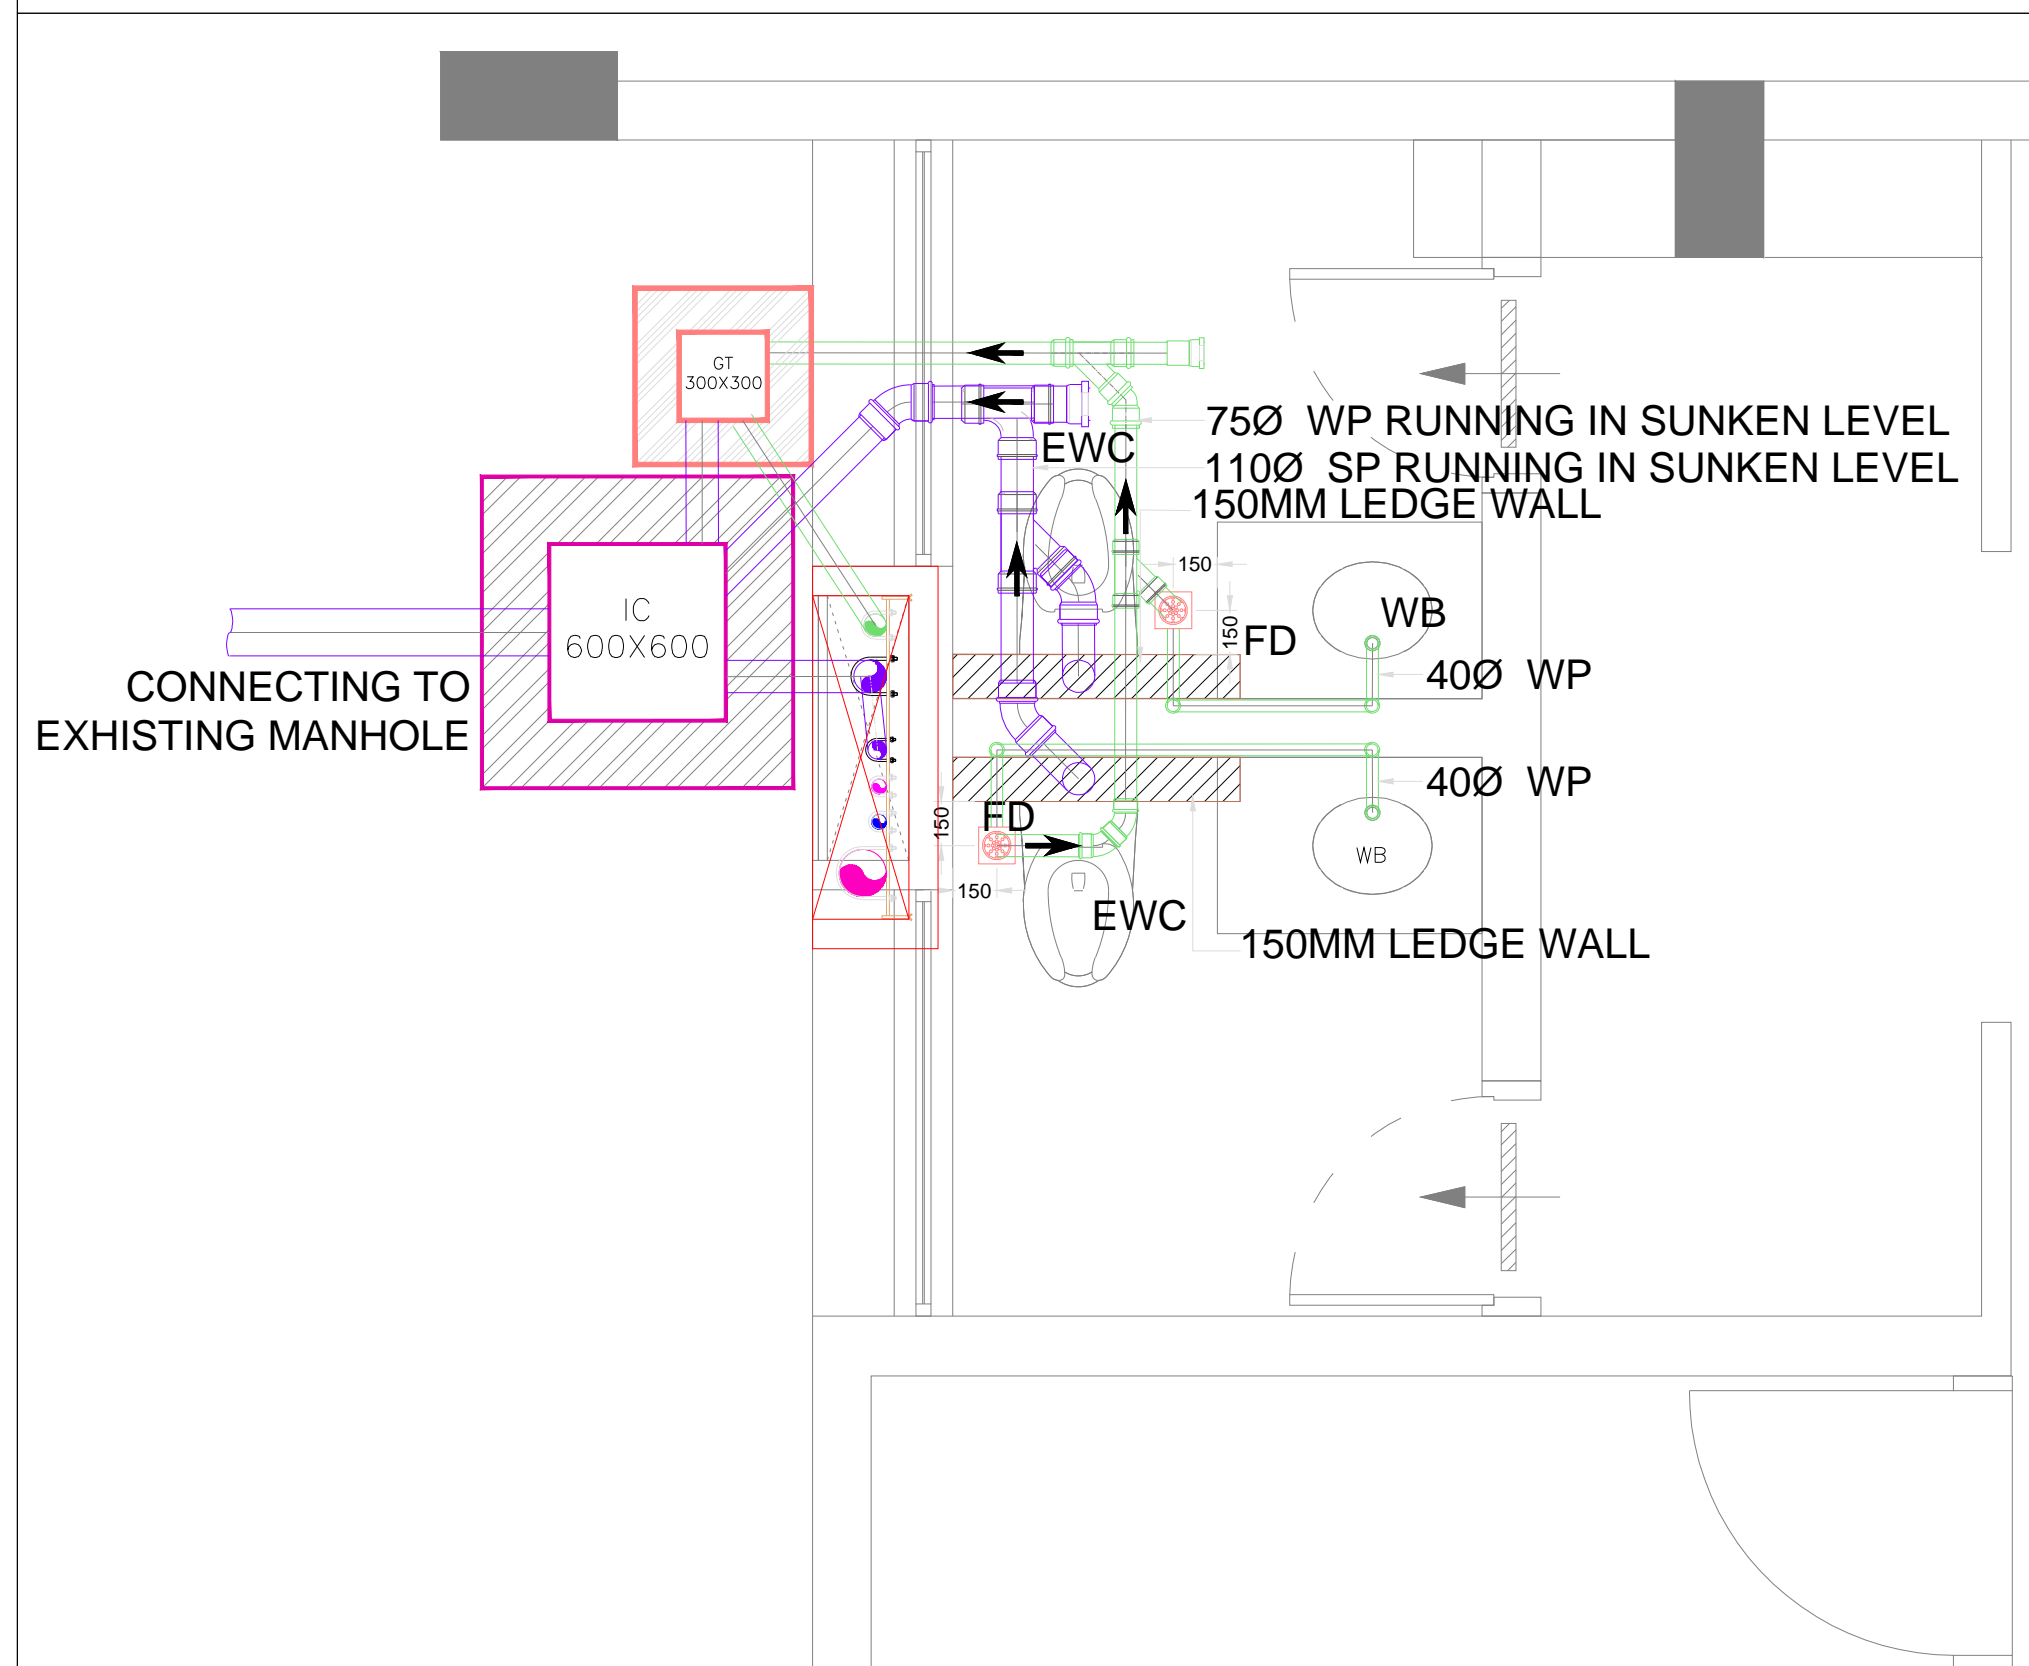 GT
300X300
EWC
75Ø WP RUNNING IN SUNKEN LEVEL
110Ø SP RUNNING IN SUNKEN LEVEL
150MM LEDGE WALL
150
150
FD
WB
IC
600X600
40Ø WP
CONNECTING TO
EXHISTING MANHOLE
40Ø WP
150
FD
WB
150
EWC
150MM LEDGE WALL